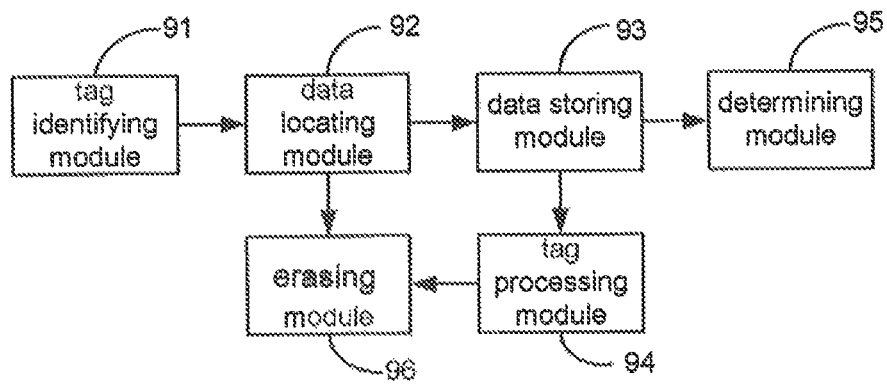 91
92
93
95
tag
identifying
module
data
locating
module
data storing
module
determining
module
erasing
module
tag
processing
module
96
94